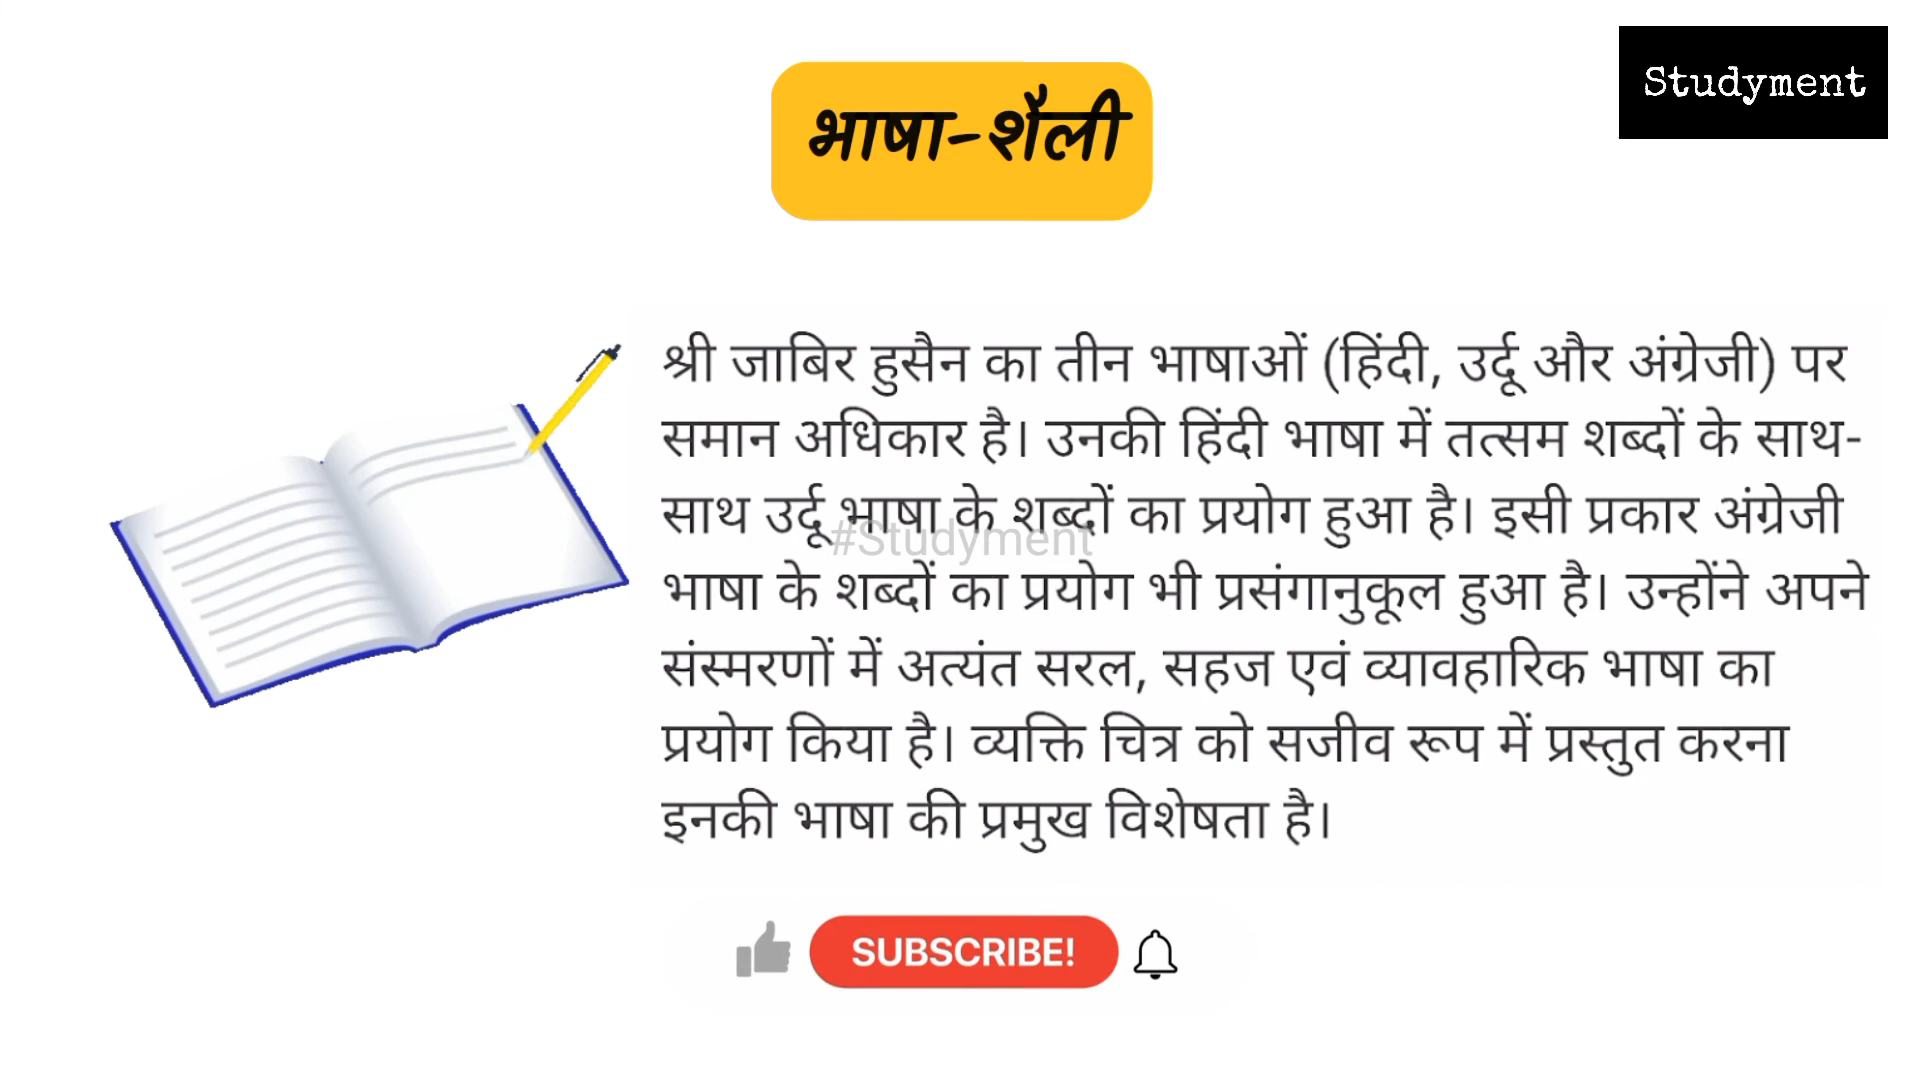 Studyment
भाषा-शैली
श्री जाबिर हुसैन का तीन भाषाओं (हिंदी, उर्दू और अंग्रेजी) पर
समान अधिकार है। उनकी हिंदी भाषा में तत्सम शब्दों के साथ-
साथ उर्दू भाषा के शब्दों का प्रयोग हुआ है। इसी प्रकार अंग्रेजी
#Studyment
भाषा के शब्दों का प्रयोग भी प्रसंगानुकूल हुआ है। उन्होंने अपने
संस्मरणों में अत्यंत सरल, सहज एवं व्यावहारिक भाषा का
प्रयोग किया है। व्यक्ति चित्र को सजीव रूप में प्रस्तुत करना
इनकी भाषा की प्रमुख विशेषता है।
SUBSCRIBE!